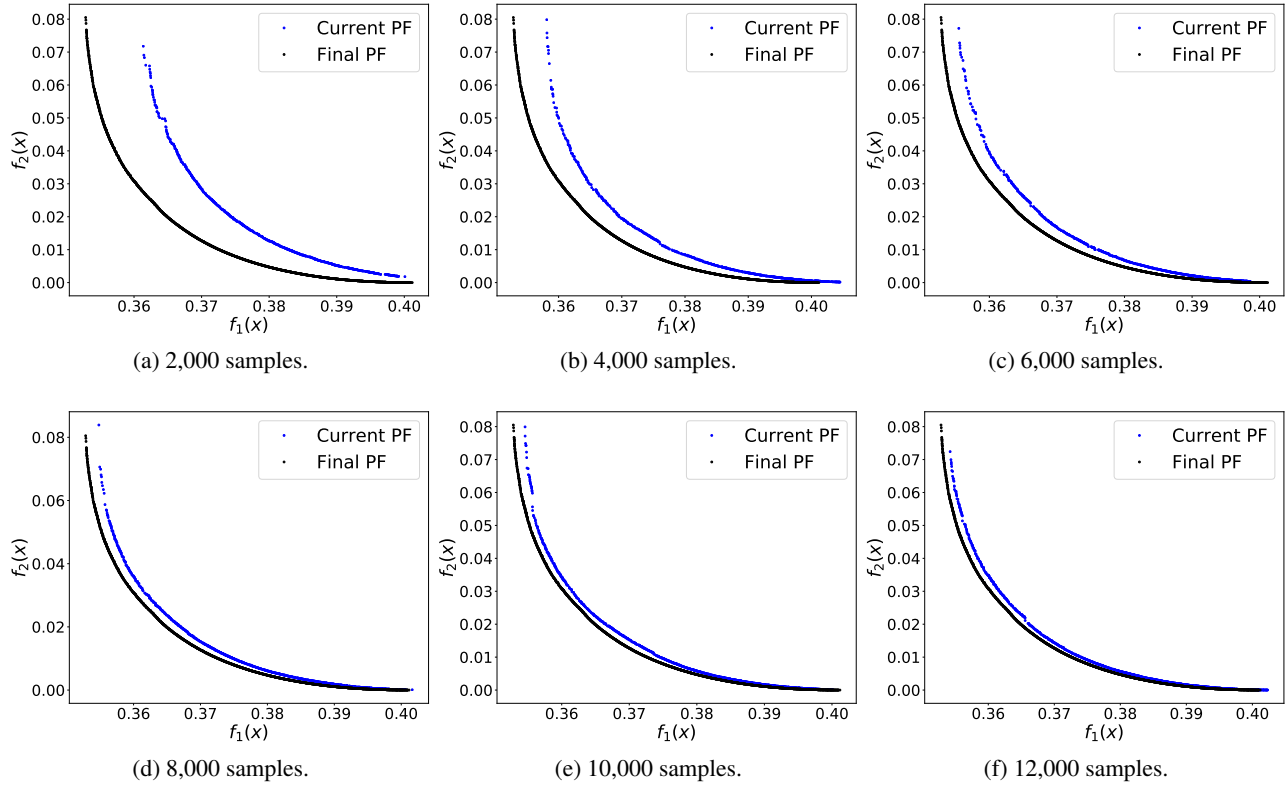 0.08
0.07
0.06
0.05
0.04
0.03
0.02
0.01
0.00
f₂(x)
Current PF
Final PF
0.36 0.37 0.38 0.39 0.40
f₁(x)
(a) 2,000 samples.
0.08
0.07
0.06
0.05
0.04
0.03
0.02
0.01
0.00
f₂(x)
Current PF
Final PF
0.36 0.37 0.38 0.39 0.40
f₁(x)
(b) 4,000 samples.
0.08
0.07
0.06
0.05
0.04
0.03
0.02
0.01
0.00
f₂(x)
Current PF
Final PF
0.36 0.37 0.38 0.39 0.40
f₁(x)
(c) 6,000 samples.
0.08
0.06
0.04
0.02
0.00
f₂(x)
Current PF
Final PF
0.36 0.37 0.38 0.39 0.40
f₁(x)
(d) 8,000 samples.
0.08
0.07
0.06
0.05
0.04
0.03
0.02
0.01
0.00
f₂(x)
Current PF
Final PF
0.36 0.37 0.38 0.39 0.40
f₁(x)
(e) 10,000 samples.
0.08
0.07
0.06
0.05
0.04
0.03
0.02
0.01
0.00
f₂(x)
Current PF
Final PF
0.36 0.37 0.38 0.39 0.40
f₁(x)
(f) 12,000 samples.